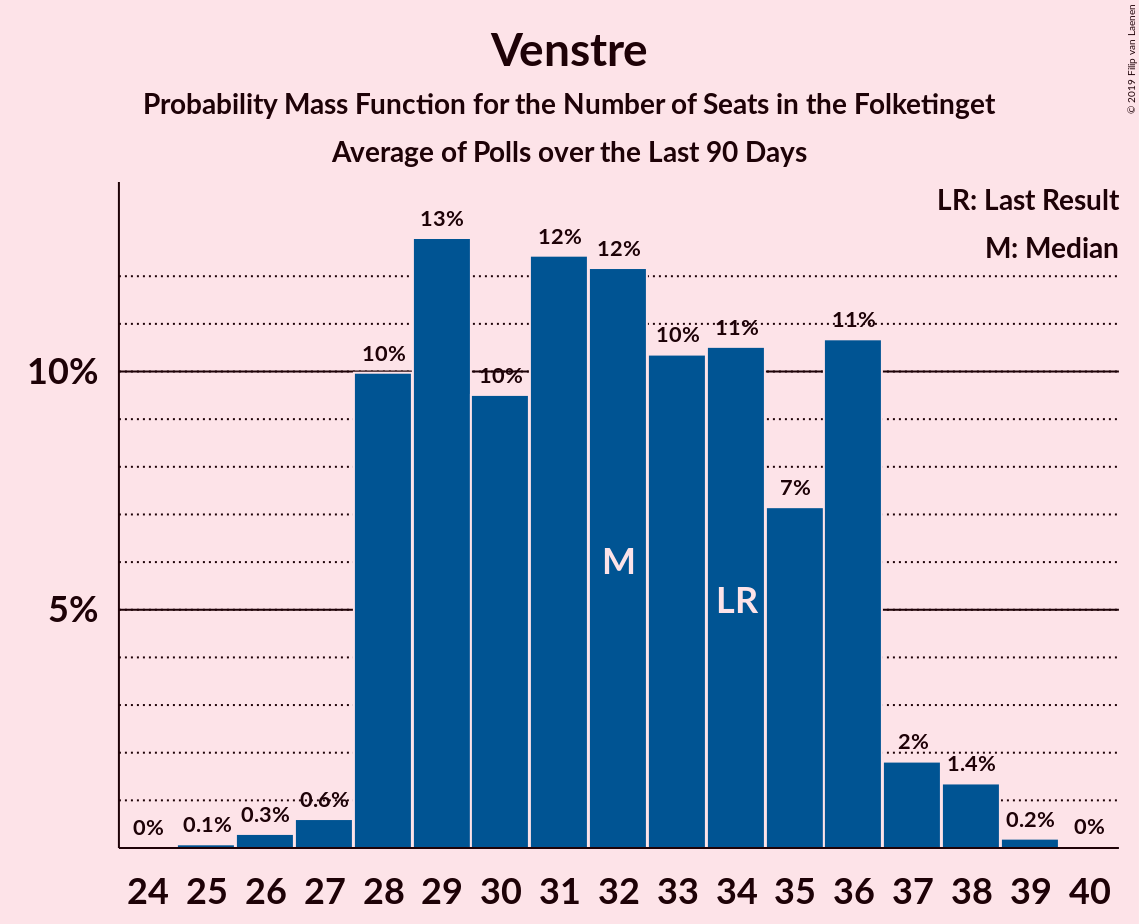 Venstre
Probability Mass Function for the Number of Seats in the Folketinget
Average of Polls over the Last 90 Days
© 2019 Filip van Laenen
LR: Last Result
M: Median
13%
12%
12%
10%
11%
11%
10%
10%
10%
7%
M
LR
5%
2%
1.4%
0%
0.1%
0.3%
0.6%
0.2%
0%
24 25 26 27 28 29 30 31 32 33 34 35 36 37 38 39 40